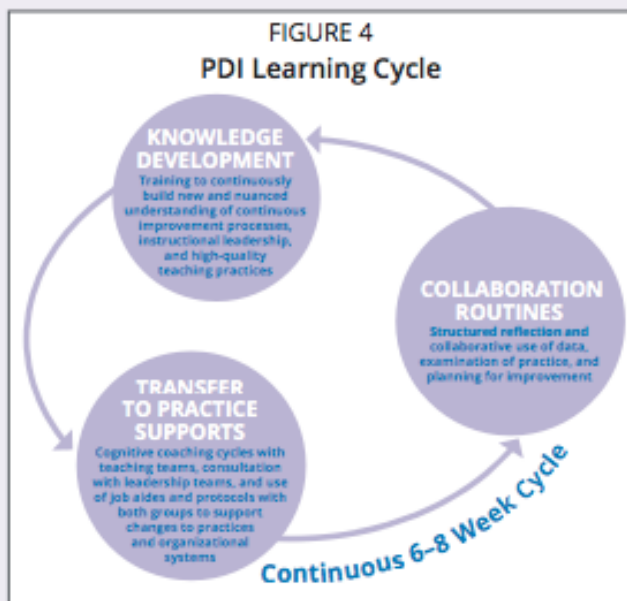 FIGURE 4
PDI Learning Cycle
KNOWLEDGE
DEVELOPMENT
Training to continuously
build new and nuanced
understanding of continuous
improvement processes,
instructional leadership,
and high-quality
teaching practices
TRANSFER
TO PRACTICE
SUPPORTS
Cognitive coaching cycles with
teaching teams, consultation
with leadership teams, and use
of job aides and protocols with
both groups to support
changes to practices
and organizational
systems
COLLABORATION
ROUTINES
Structured reflection and
collaborative use of data,
examination of practice, and
planning for improvement
Continuous 6–8 Week Cycle